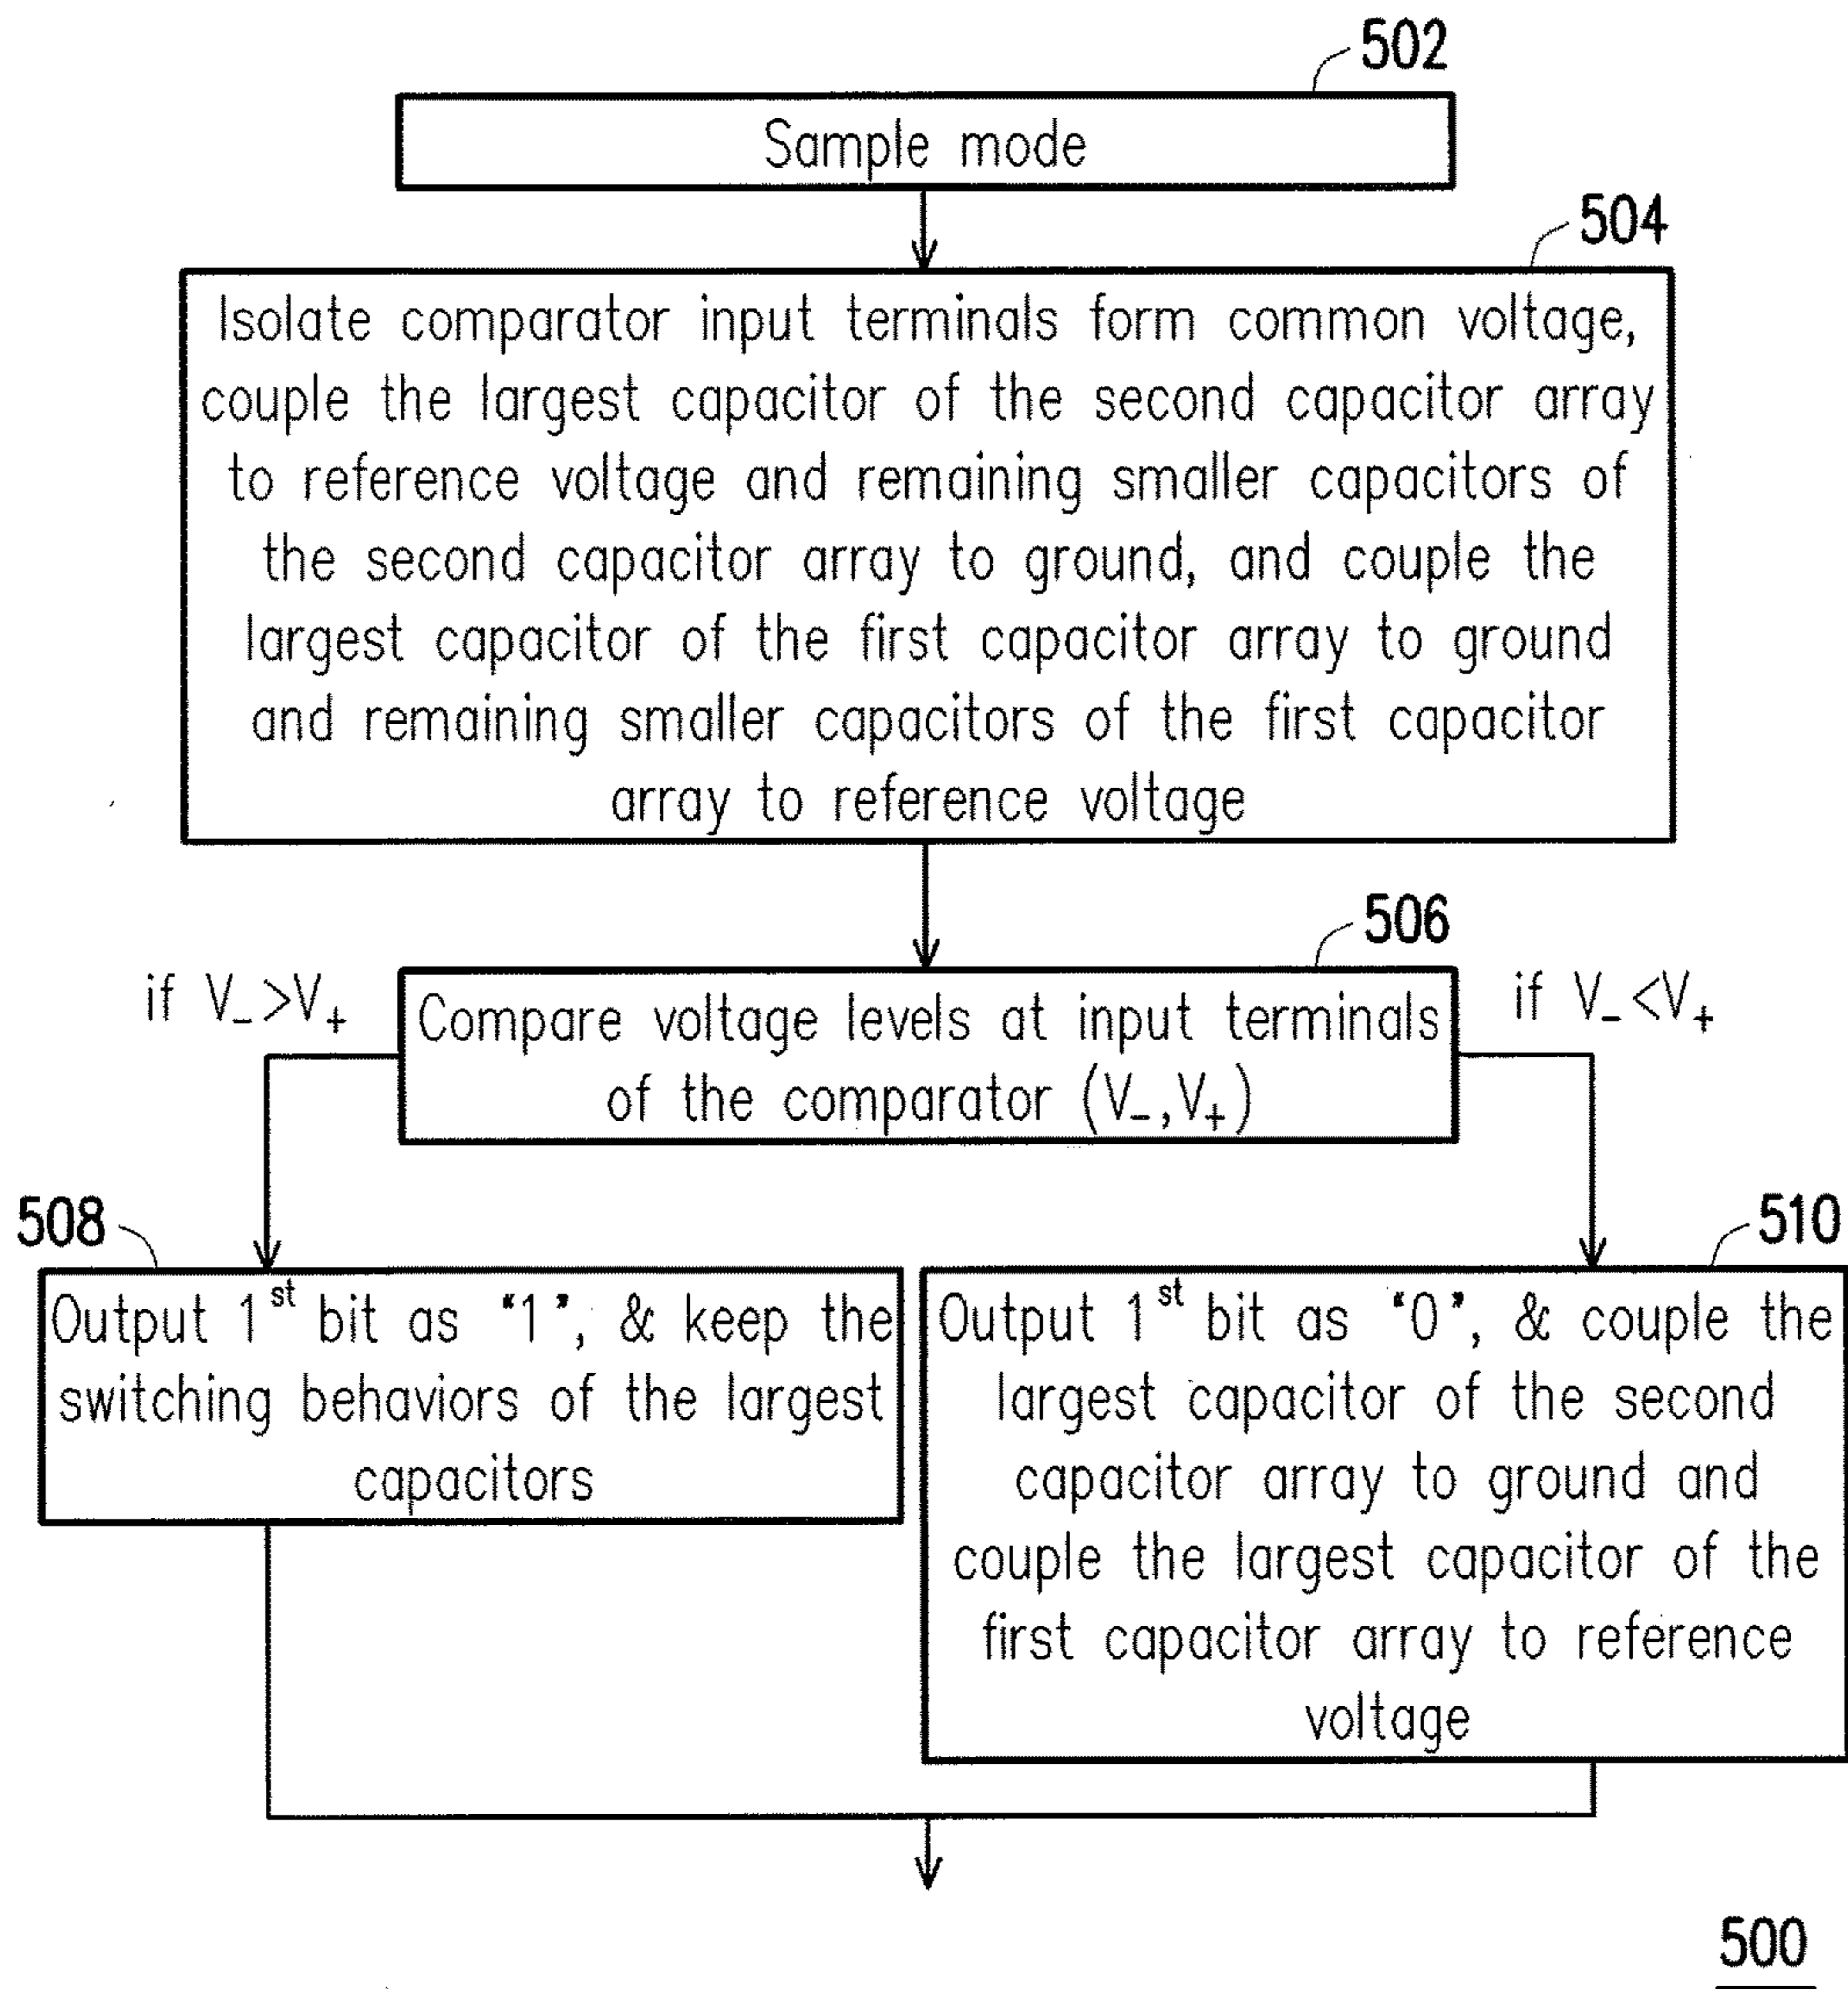 502
Sample mode
504
Isolate comparator input terminals form common voltage,
couple the largest capacitor of the second capacitor array
to reference voltage and remaining smaller capacitors of
the second capacitor array to ground, and couple the
largest capacitor of the first capacitor array to ground
and remaining smaller capacitors of the first capacitor
array to reference voltage
506
if V_>V+
Compare voltage levels at input terminals
of the comparator (V_,V+)
if V_<V+
508
Output 1st bit as "1", & keep the
switching behaviors of the largest
capacitors
510
Output 1st bit as "0", & couple the
largest capacitor of the second
capacitor array to ground and
couple the largest capacitor of the
first capacitor array to reference
voltage
500